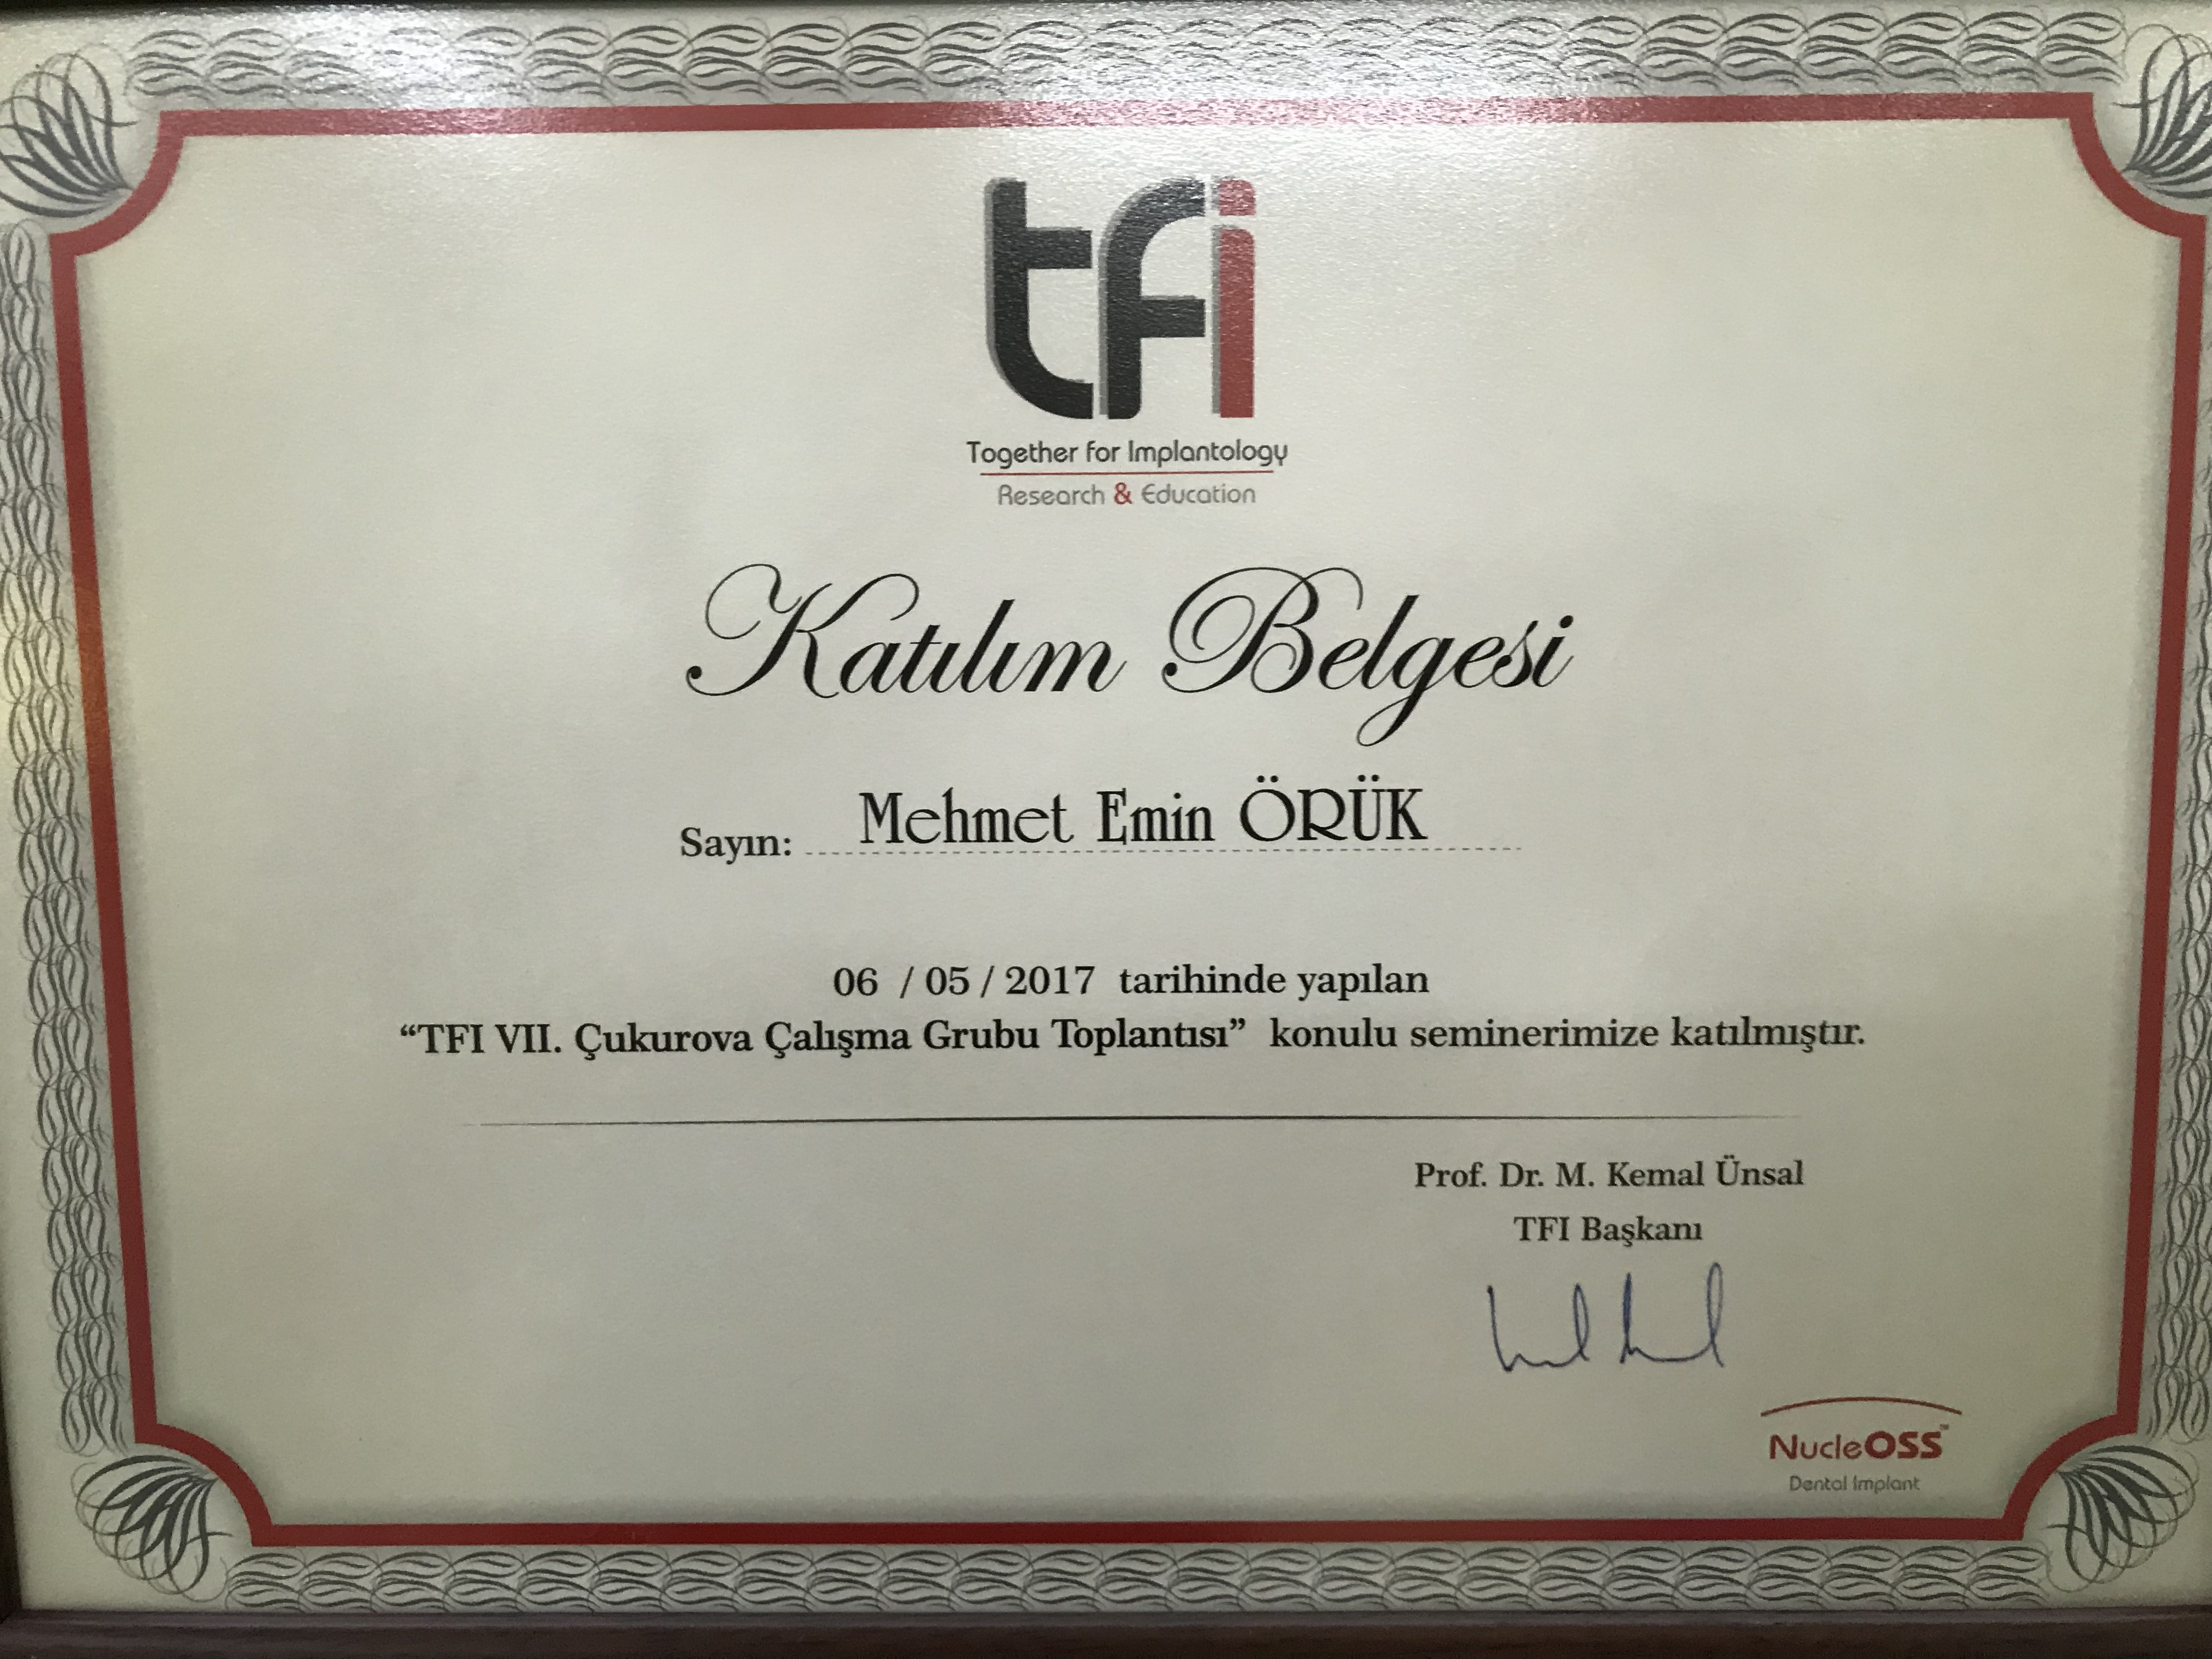 tfi
Together for Implantology
Research & Education
Katılım Belgesi
Sayın: Mehmet Emin ÖRÜK
06 / 05 / 2017 tarihinde yapılan
“TFI VII. Çukurova Çalışma Grubu Toplantısı” konulu seminerimize katılmıştır.
Prof. Dr. M. Kemal Ünsal
TFI Başkanı
NucleOSS™
Dental Implant